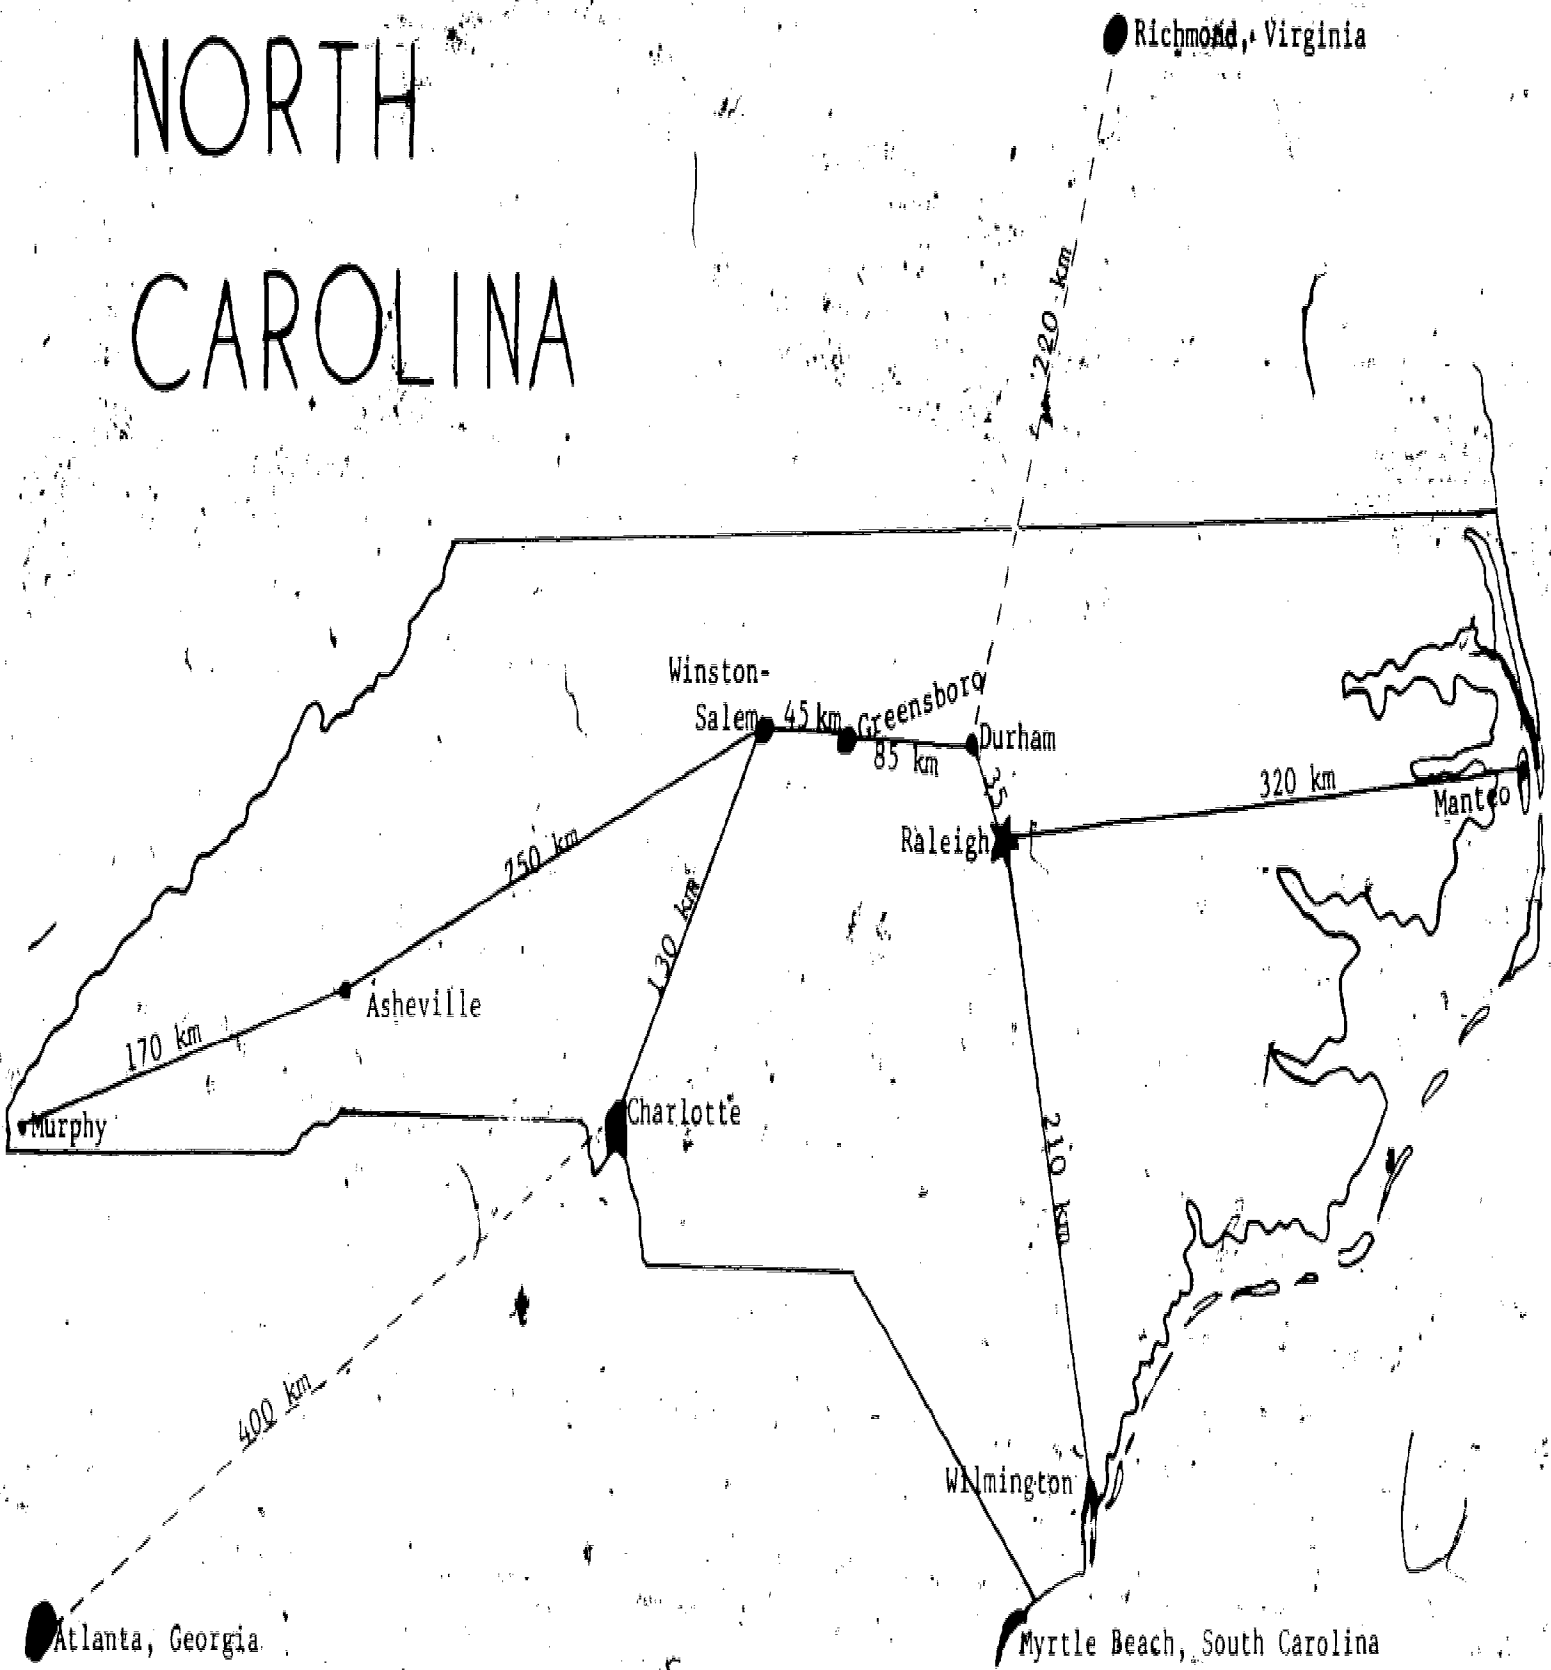 NORTH
CAROLINA
Richmond, Virginia
220 km
Winston-
Salem
45 km
Greensboro
85 km
Durham
35
Raleigh
320 km
Manteo
250 km
130 km
Asheville
170 km
Murphy
Charlotte
210 km
400 km
Wilmington
Atlanta, Georgia
Myrtle Beach, South Carolina